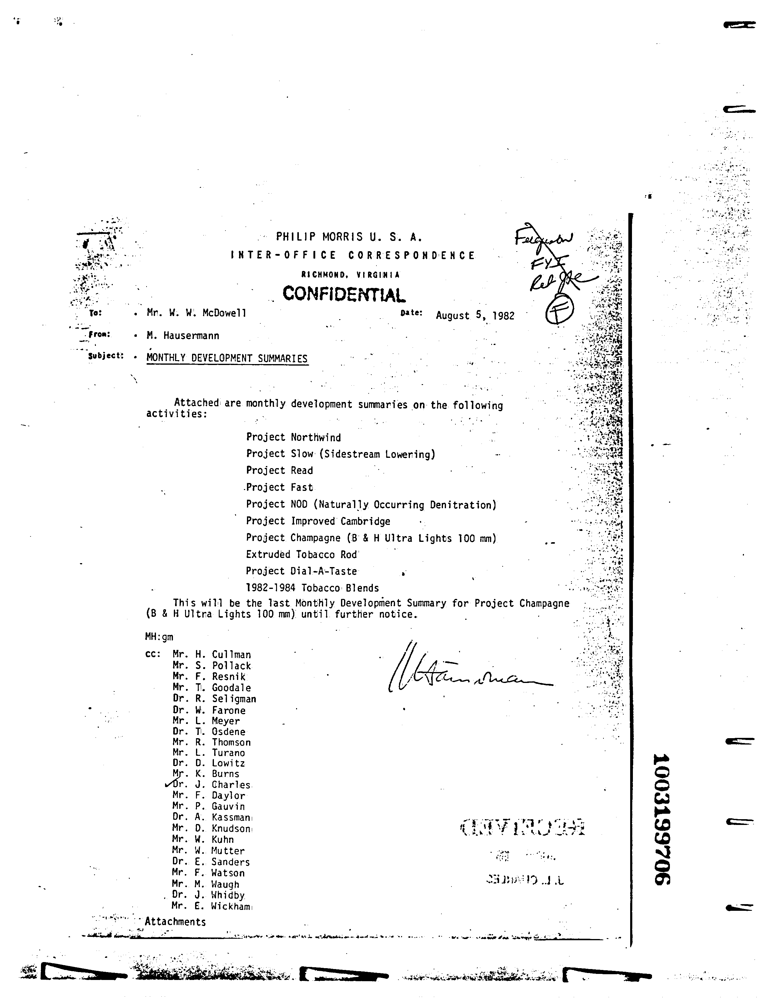 PHILIP MORRIS U. S. A.
INTER-OFFICE CORRESPONDENCE
RICHMOND, VIRGINIA
CONFIDENTIAL
Ferguson
FYI
F
To: Mr. W. W. McDowell Date: August 5, 1982
From: M. Hausermann
Subject: MONTHLY DEVELOPMENT SUMMARIES
Attached are monthly development summaries on the following
activities:
Project Northwind
Project Slow (Sidestream Lowering)
Project Read
Project Fast
Project NOD (Naturally Occurring Denitration)
Project Improved Cambridge
Project Champagne (B & H Ultra Lights 100 mm)
Extruded Tobacco Rod
Project Dial-A-Taste
1982-1984 Tobacco Blends
This will be the last Monthly Development Summary for Project Champagne
(B & H Ultra Lights 100 mm) until further notice.
MH:gm
cc: Mr. H. Cullman
Mr. S. Pollack
Mr. F. Resnik
Mr. T. Goodale
Dr. R. Seligman
Dr. W. Farone
Mr. L. Meyer
Dr. T. Osdene
Mr. R. Thomson
Mr. L. Turano
Dr. D. Lowitz
Mr. K. Burns
Dr. J. Charles
Mr. F. Daylor
Mr. P. Gauvin
Dr. A. Kassman
Mr. D. Knudson
Mr. W. Kuhn
Mr. W. Mutter
Dr. E. Sanders
Mr. F. Watson
Mr. M. Waugh
Dr. J. Whidby
Mr. E. Wickham
Attachments
RECEIVED
J. L. CHARLES
1003199706